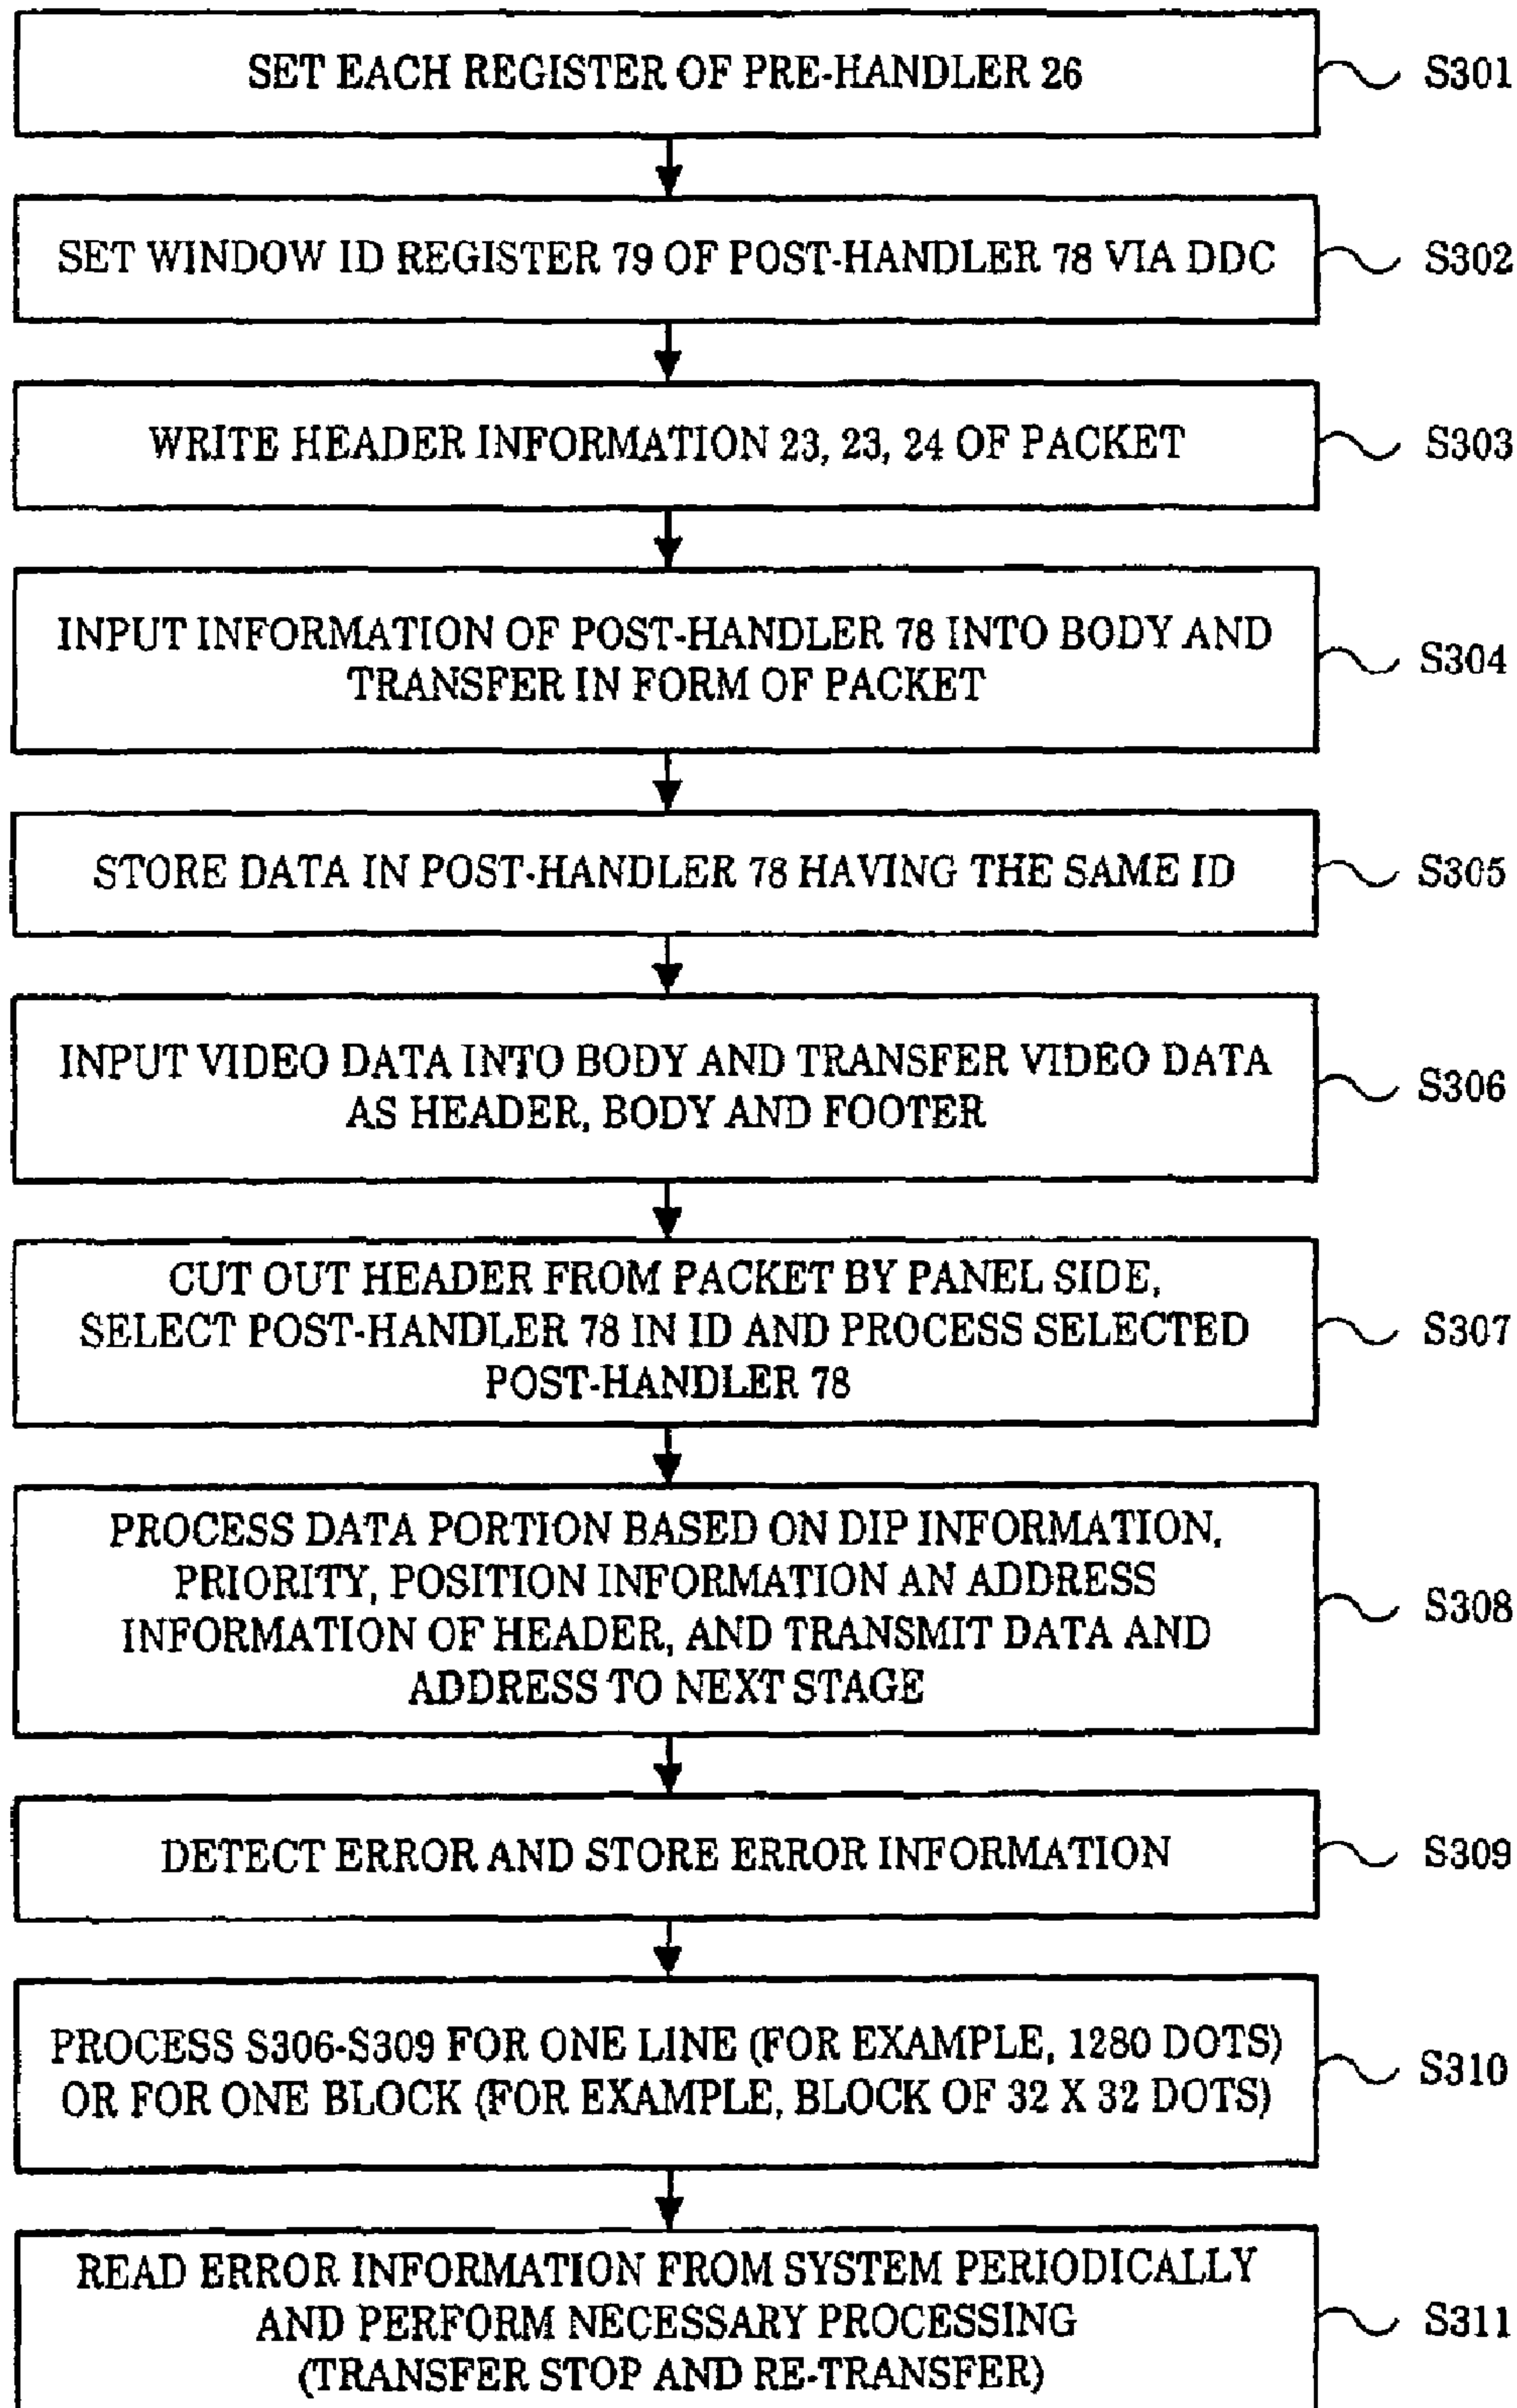 SET EACH REGISTER OF PRE-HANDLER 26
S301
SET WINDOW ID REGISTER 79 OF POST-HANDLER 78 VIA DDC
S302
WRITE HEADER INFORMATION 23, 23, 24 OF PACKET
S303
INPUT INFORMATION OF POST-HANDLER 78 INTO BODY AND
TRANSFER IN FORM OF PACKET
S304
STORE DATA IN POST-HANDLER 78 HAVING THE SAME ID
S305
INPUT VIDEO DATA INTO BODY AND TRANSFER VIDEO DATA
AS HEADER, BODY AND FOOTER
S306
CUT OUT HEADER FROM PACKET BY PANEL SIDE,
SELECT POST-HANDLER 78 IN ID AND PROCESS SELECTED
POST-HANDLER 78
S307
PROCESS DATA PORTION BASED ON DIP INFORMATION,
PRIORITY, POSITION INFORMATION AN ADDRESS
INFORMATION OF HEADER, AND TRANSMIT DATA AND
ADDRESS TO NEXT STAGE
S308
DETECT ERROR AND STORE ERROR INFORMATION
S309
PROCESS S306-S309 FOR ONE LINE (FOR EXAMPLE, 1280 DOTS)
OR FOR ONE BLOCK (FOR EXAMPLE, BLOCK OF 32 X 32 DOTS)
S310
READ ERROR INFORMATION FROM SYSTEM PERIODICALLY
AND PERFORM NECESSARY PROCESSING
(TRANSFER STOP AND RE-TRANSFER)
S311